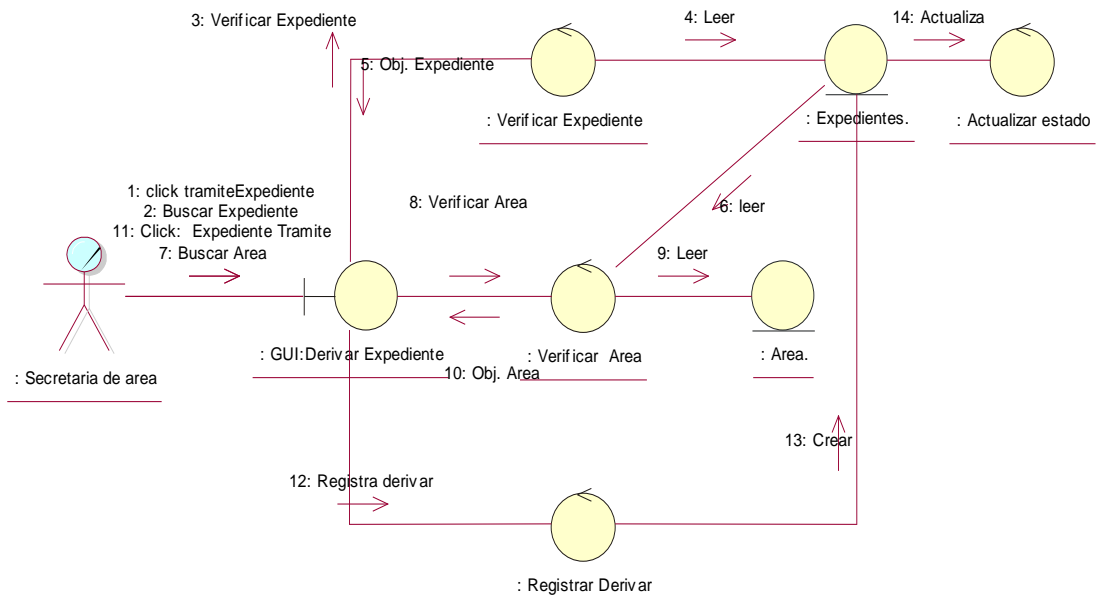 3: Verificar Expediente
4: Leer
14: Actualiza
5: Obj. Expediente
: Verificar Expediente
: Expedientes.
: Actualizar estado
1: click tramiteExpediente
2: Buscar Expediente
11: Click: Expediente Tramite
7: Buscar Area
8: Verificar Area
6: leer
9: Leer
: GUI:Derivar Expediente
: Verificar Area
: Area.
10: Obj. Area
: Secretaria de area
13: Crear
12: Registra derivar
: Registrar Derivar